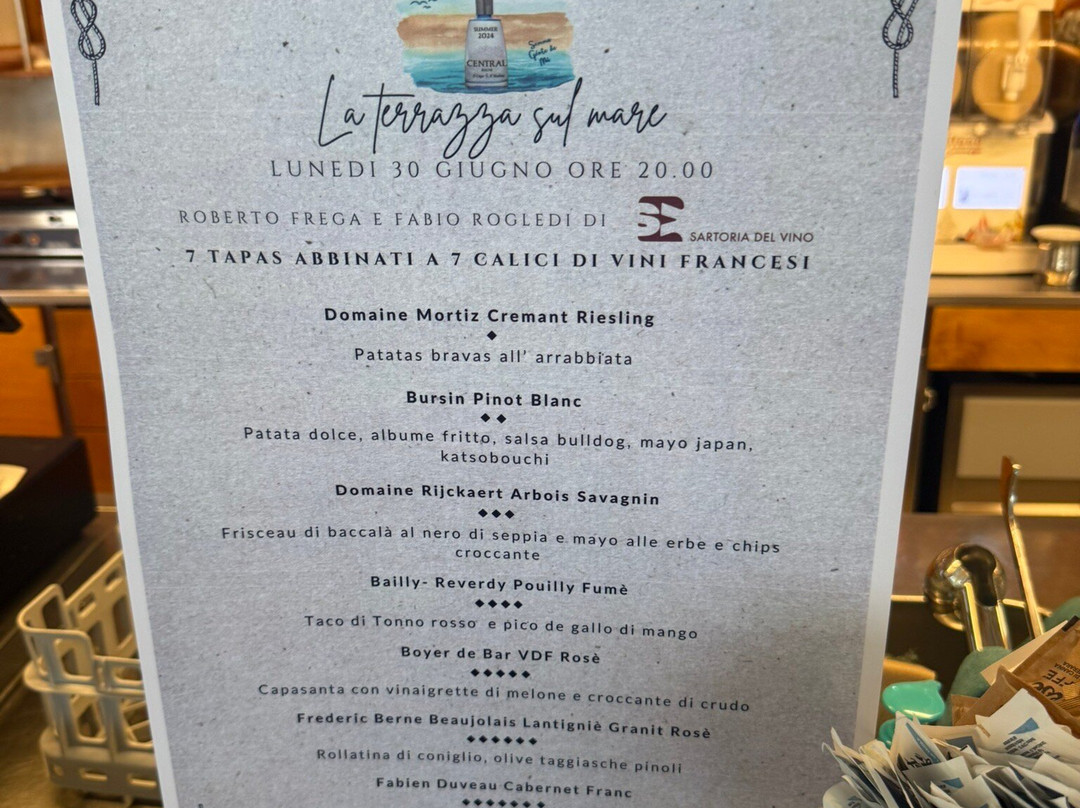 SUMMER
2024
CENTRAL
La terrazza sul mare
LUNEDI 30 GIUGNO ORE 20.00
ROBERTO FREGA E FABIO ROGLEDI DI
SARTORIA DEL VINO
7 TAPAS ABBINATI A 7 CALICI DI VINI FRANCESI
Domaine Mortiz Cremant Riesling
Patatas bravas all' arrabbiata
Bursin Pinot Blanc
Patata dolce, albume fritto, salsa bulldog, mayo japan,
katsobouchi
Domaine Rijckaert Arbois Savagnin
Frisceau di baccalà al nero di seppia e mayo alle erbe e chips
croccante
Bailly- Reverdy Pouilly Fumè
Taco di Tonno rosso e pico de gallo di mango
Boyer de Bar VDF Rosè
Capasanta con vinaigrette di melone e croccante di crudo
Frederic Berne Beaujolais Lantigniè Granit Rosè
Rollatina di coniglio, olive taggiasche pinoli
Fabien Duveau Cabernet Franc